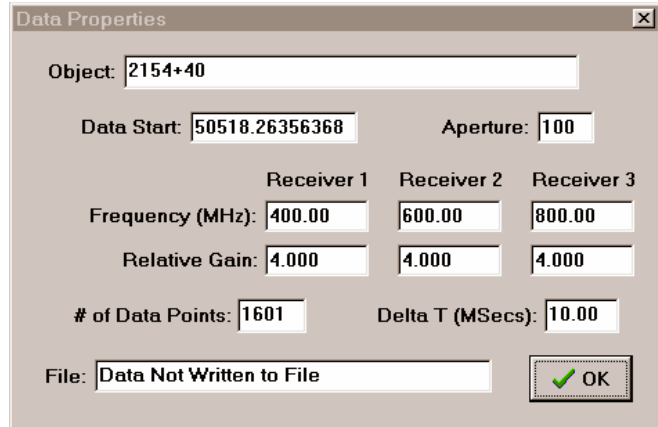 Data Properties
Object: 2154+40
Data Start: 50518.26356368 Aperture: 100
Receiver 1 Receiver 2 Receiver 3
Frequency (MHz): 400.00 600.00 800.00
Relative Gain: 4.000 4.000 4.000
# of Data Points: 1601 Delta T (MSecs): 10.00
File: Data Not Written to File OK